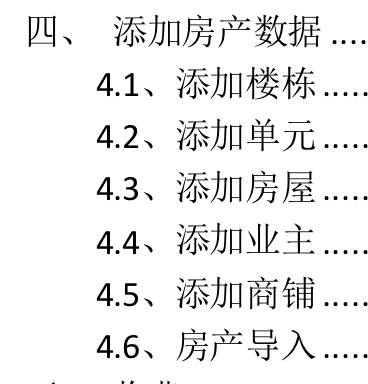 四、 添加房产数据 ....
4.1、添加楼栋.....
4.2、添加单元.....
4.3、添加房屋.....
4.4、添加业主.....
4.5、添加商铺.....
4.6、房产导入.....